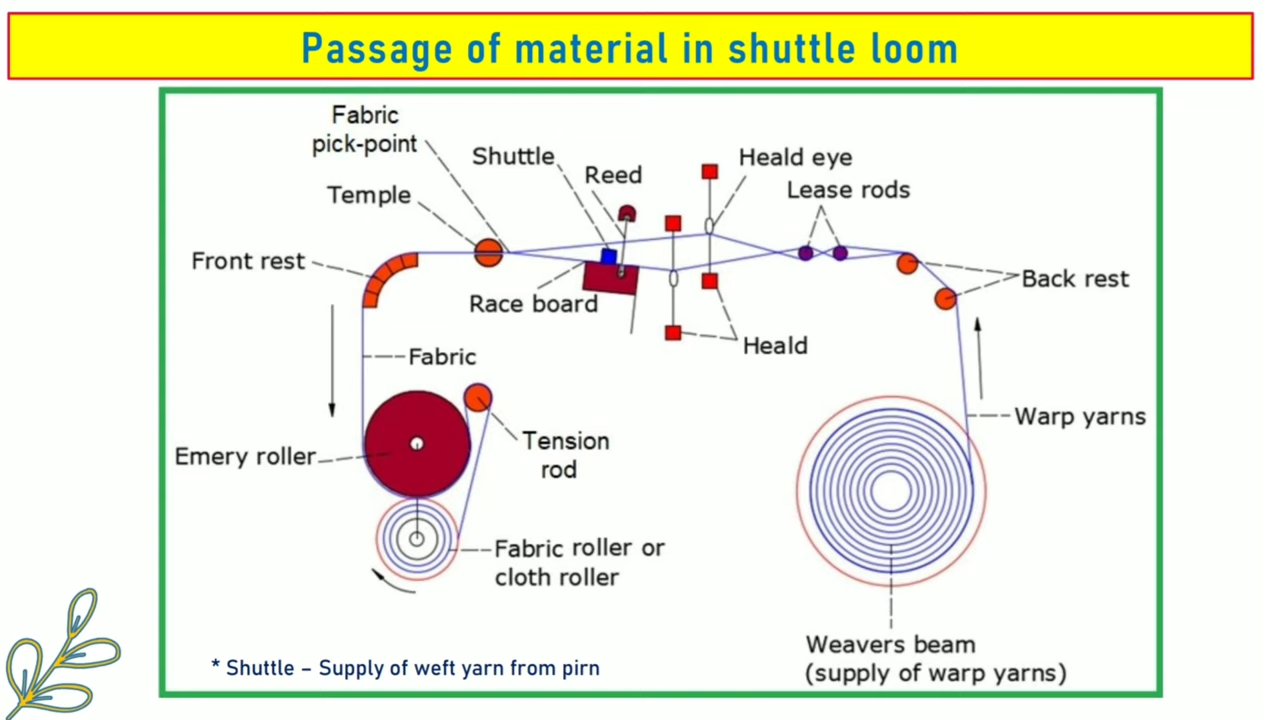 Passage of material in shuttle loom
Fabric
pick-point
Shuttle
Reed
Heald eye
Temple
Lease rods
Front rest
Race board
Back rest
Heald
Fabric
Warp yarns
Emery roller
Tension
rod
Fabric roller or
cloth roller
Weavers beam
(supply of warp yarns)
* Shuttle – Supply of weft yarn from pirn